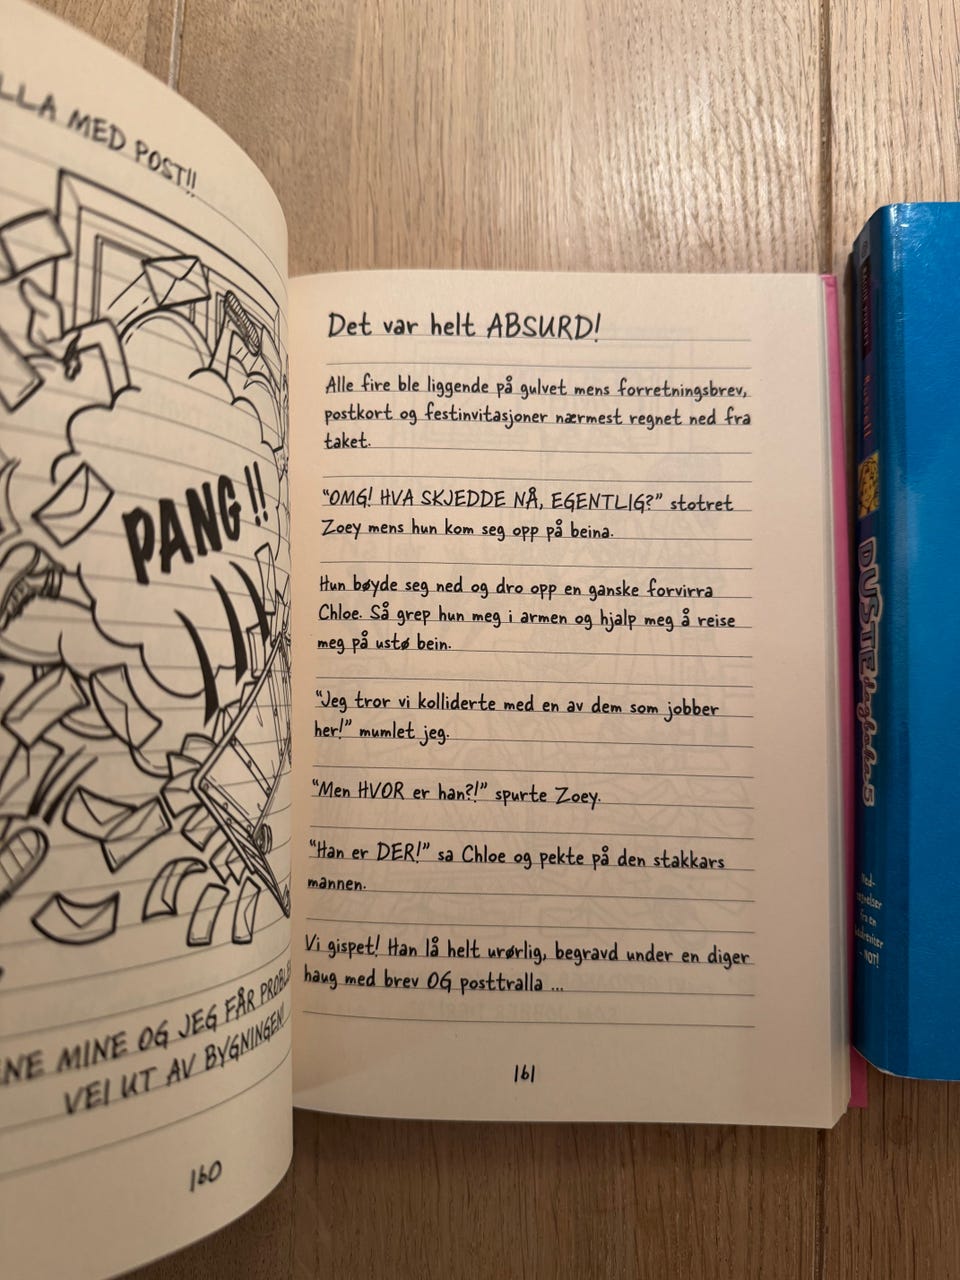 LLA MED POST!!
PANG!!
NE MINE OG JEG FÅR
VEI UT AV BYGNINGEN!
160
Det var helt ABSURD!
Alle fire ble liggende på gulvet mens forretningsbrev,
postkort og festinvitasjoner nærmest regnet ned fra
taket.
"OMG! HVA SKJEDDE NÅ, EGENTLIG?" stotret
Zoey mens hun kom seg opp på beina.
Hun bøyde seg ned og dro opp en ganske forvirra
Chloe. Så grep hun meg i armen og hjalp meg å reise
meg på ustø bein.
"Jeg tror vi kolliderte med en av dem som jobber
her!" mumlet jeg.
"Men HVOR er han?!" spurte Zoey.
"Han er DER!" sa Chloe og pekte på den stakkars
mannen.
Vi gispet! Han lå helt urørlig, begravd under en diger
haug med brev OG posttralla ...
161
Russell
DUSTEdagboka 5
fra en
NOT!